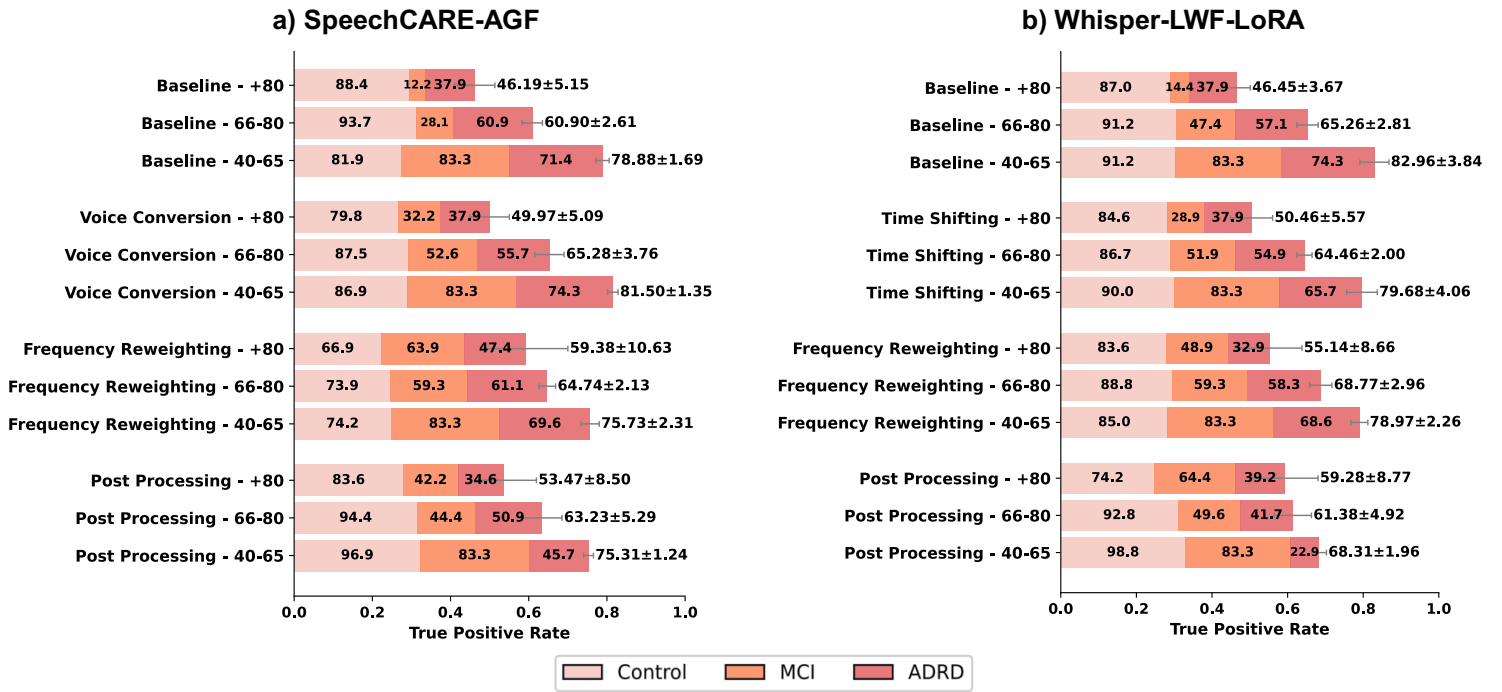 a) SpeechCARE-AGF
Baseline - +80 88.4 12.2 37.9 46.19±5.15
Baseline - 66-80 93.7 28.1 60.9 60.90±2.61
Baseline - 40-65 81.9 83.3 71.4 78.88±1.69
Voice Conversion - +80 79.8 32.2 37.9 49.97±5.09
Voice Conversion - 66-80 87.5 52.6 55.7 65.28±3.76
Voice Conversion - 40-65 86.9 83.3 74.3 81.50±1.35
Frequency Reweighting - +80 66.9 63.9 47.4 59.38±10.63
Frequency Reweighting - 66-80 73.9 59.3 61.1 64.74±2.13
Frequency Reweighting - 40-65 74.2 83.3 69.6 75.73±2.31
Post Processing - +80 83.6 42.2 34.6 53.47±8.50
Post Processing - 66-80 94.4 44.4 50.9 63.23±5.29
Post Processing - 40-65 96.9 83.3 45.7 75.31±1.24
0.0 0.2 0.4 0.6 0.8 1.0
True Positive Rate
b) Whisper-LWF-LoRA
Baseline - +80 87.0 14.4 37.9 46.45±3.67
Baseline - 66-80 91.2 47.4 57.1 65.26±2.81
Baseline - 40-65 91.2 83.3 74.3 82.96±3.84
Time Shifting - +80 84.6 28.9 37.9 50.46±5.57
Time Shifting - 66-80 86.7 51.9 54.9 64.46±2.00
Time Shifting - 40-65 90.0 83.3 65.7 79.68±4.06
Frequency Reweighting - +80 83.6 48.9 32.9 55.14±8.66
Frequency Reweighting - 66-80 88.8 59.3 58.3 68.77±2.96
Frequency Reweighting - 40-65 85.0 83.3 68.6 78.97±2.26
Post Processing - +80 74.2 64.4 39.2 59.28±8.77
Post Processing - 66-80 92.8 49.6 41.7 61.38±4.92
Post Processing - 40-65 98.8 83.3 22.9 68.31±1.96
0.0 0.2 0.4 0.6 0.8 1.0
True Positive Rate
Control MCI ADRD